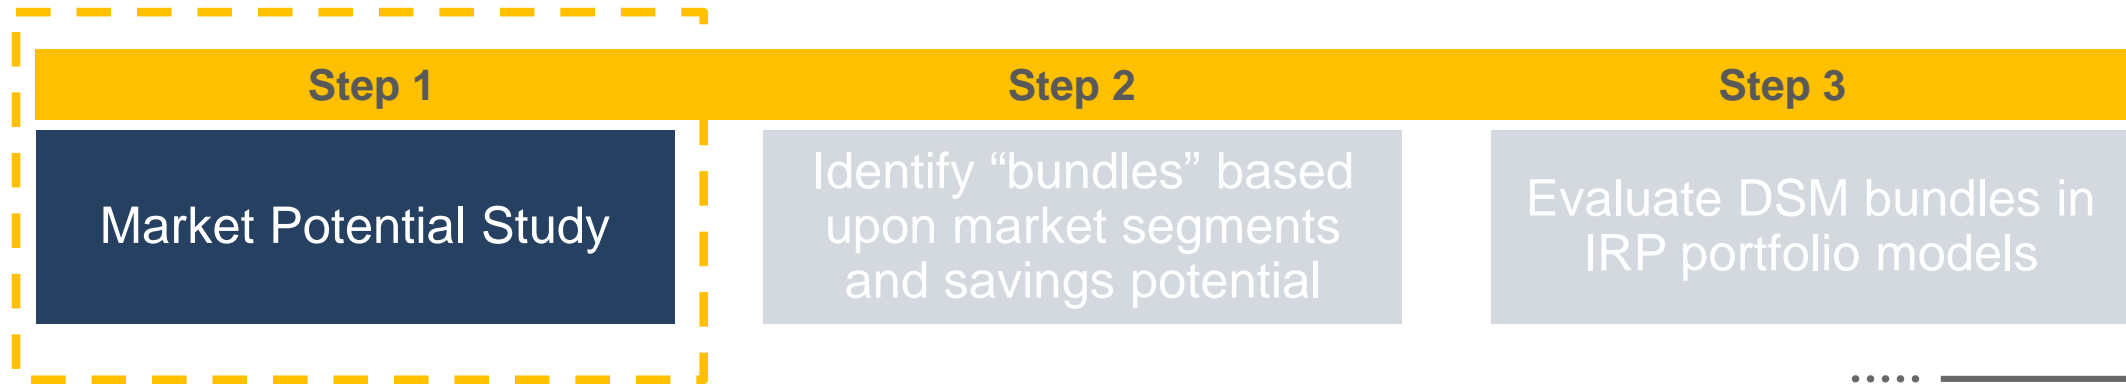 Step 1
Step 2
Step 3
Market Potential Study
Identify “bundles” based
upon market segments
and savings potential
Evaluate DSM bundles in
IRP portfolio models